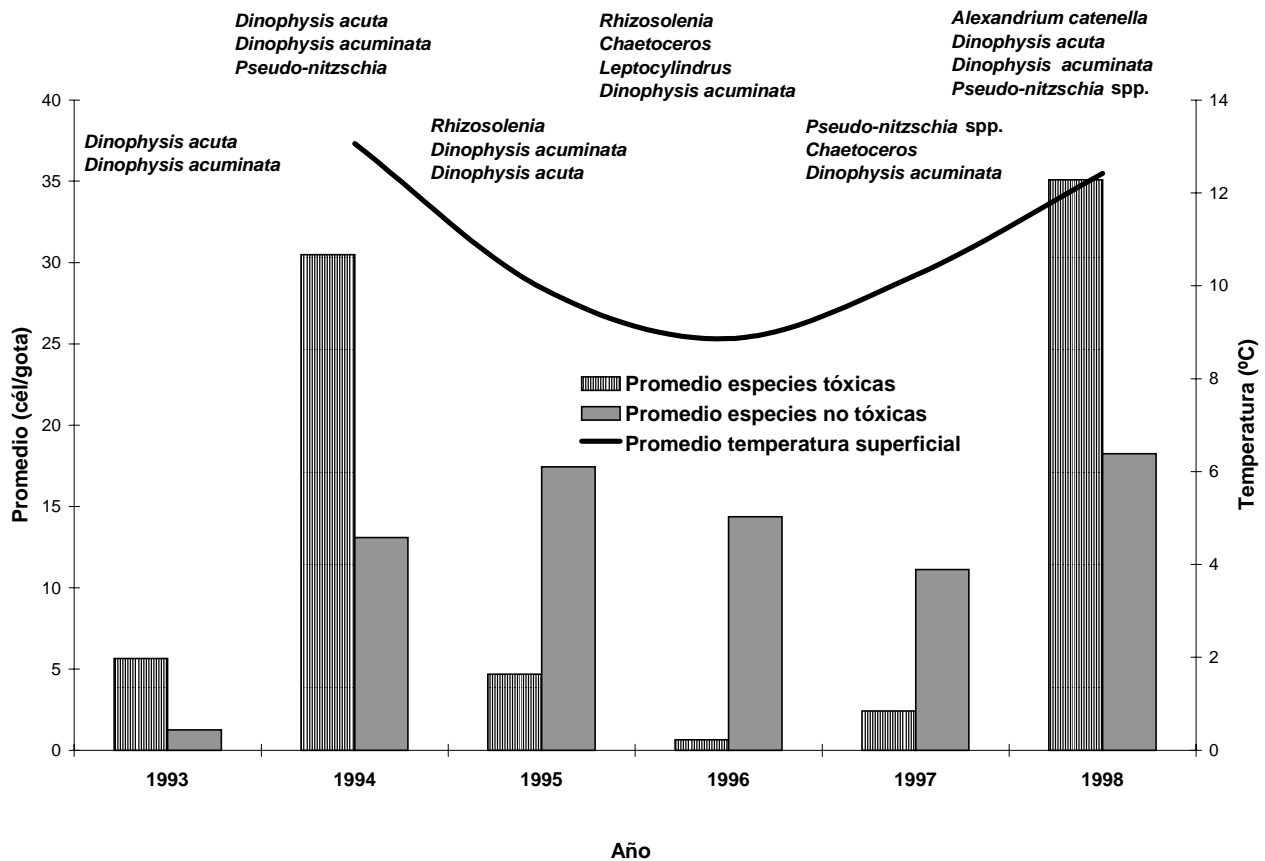 Dinophysis acuta
Dinophysis acuminata
Pseudo-nitzschia
Rhizosolenia
Chaetoceros
Leptocylindrus
Dinophysis acuminata
Alexandrium catenella
Dinophysis acuta
Dinophysis acuminata
Pseudo-nitzschia spp.
Dinophysis acuta
Dinophysis acuminata
Rhizosolenia
Dinophysis acuminata
Dinophysis acuta
Pseudo-nitzschia spp.
Chaetoceros
Dinophysis acuminata
Promedio (cél/gota)
40
35
30
25
20
15
10
5
0
Promedio especies tóxicas
Promedio especies no tóxicas
Promedio temperatura superficial
Temperatura (ºC)
14
12
10
8
6
4
2
0
1993 1994 1995 1996 1997 1998
Año